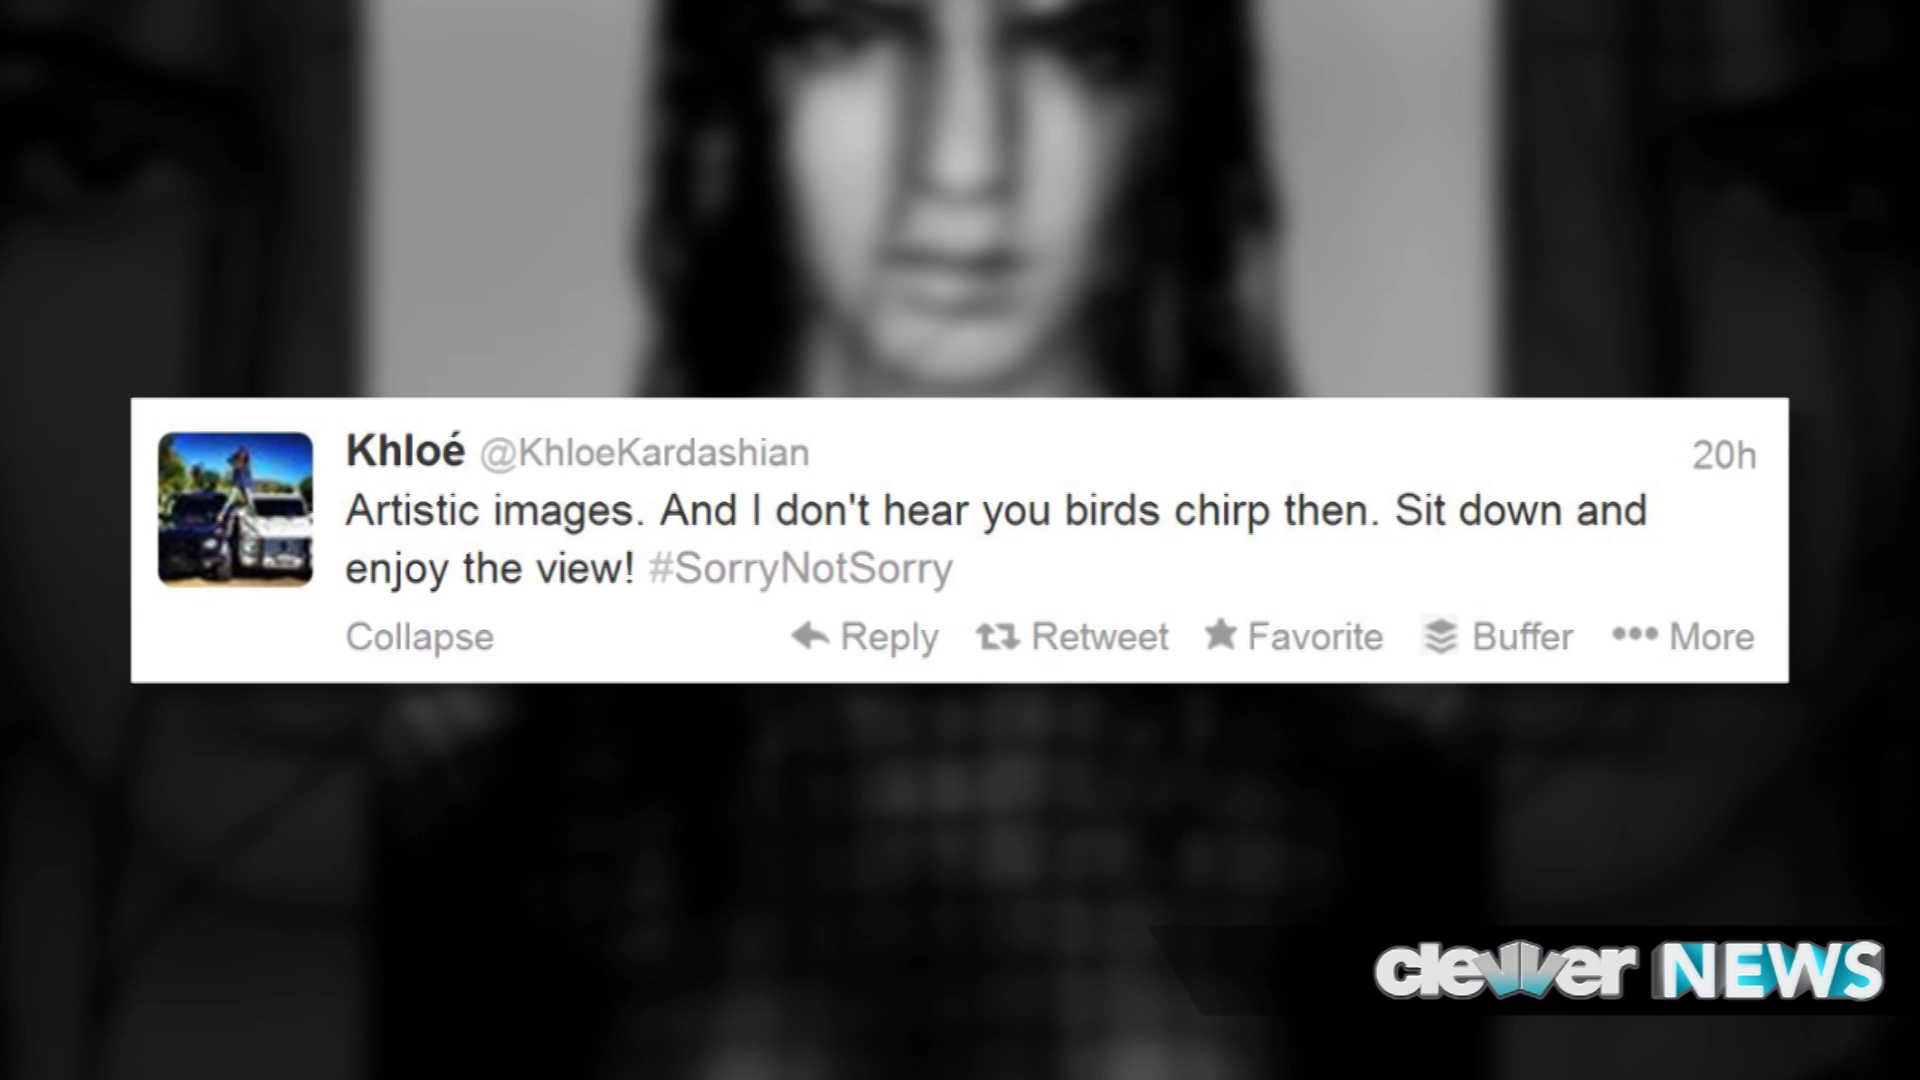 Khloé @KhloeKardashian 20h
Artistic images. And I don't hear you birds chirp then. Sit down and
enjoy the view! #SorryNotSorry
Collapse Reply Retweet Favorite Buffer More
clevver NEWS